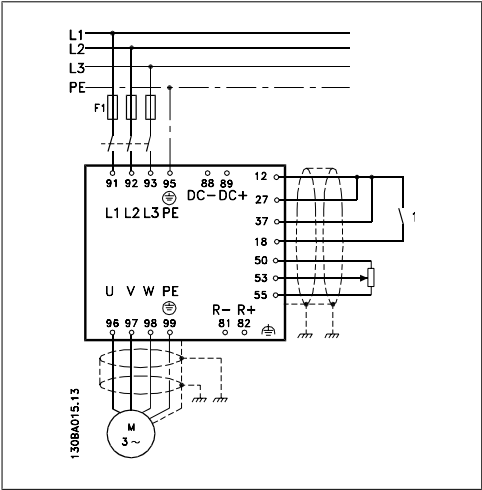 L1
L2
L3
PE
F1
91 92 93 95 88 89 12
DC- DC+
27
L1 L2 L3 PE
37
1
18
50
53
U V W PE
55
R- R+
96 97 98 99 81 82
M
3 ~
130BA015.13